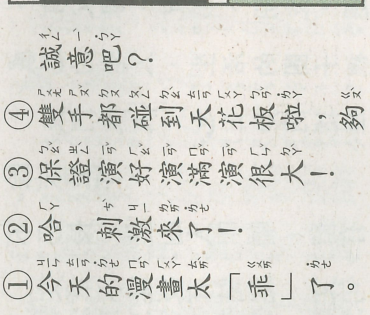 ①今天的漫畫太「乖」了。
②哈，刺激來了！
③保證演好演滿演很大！
④雙手都碰到天花板啦，夠
誠意吧？